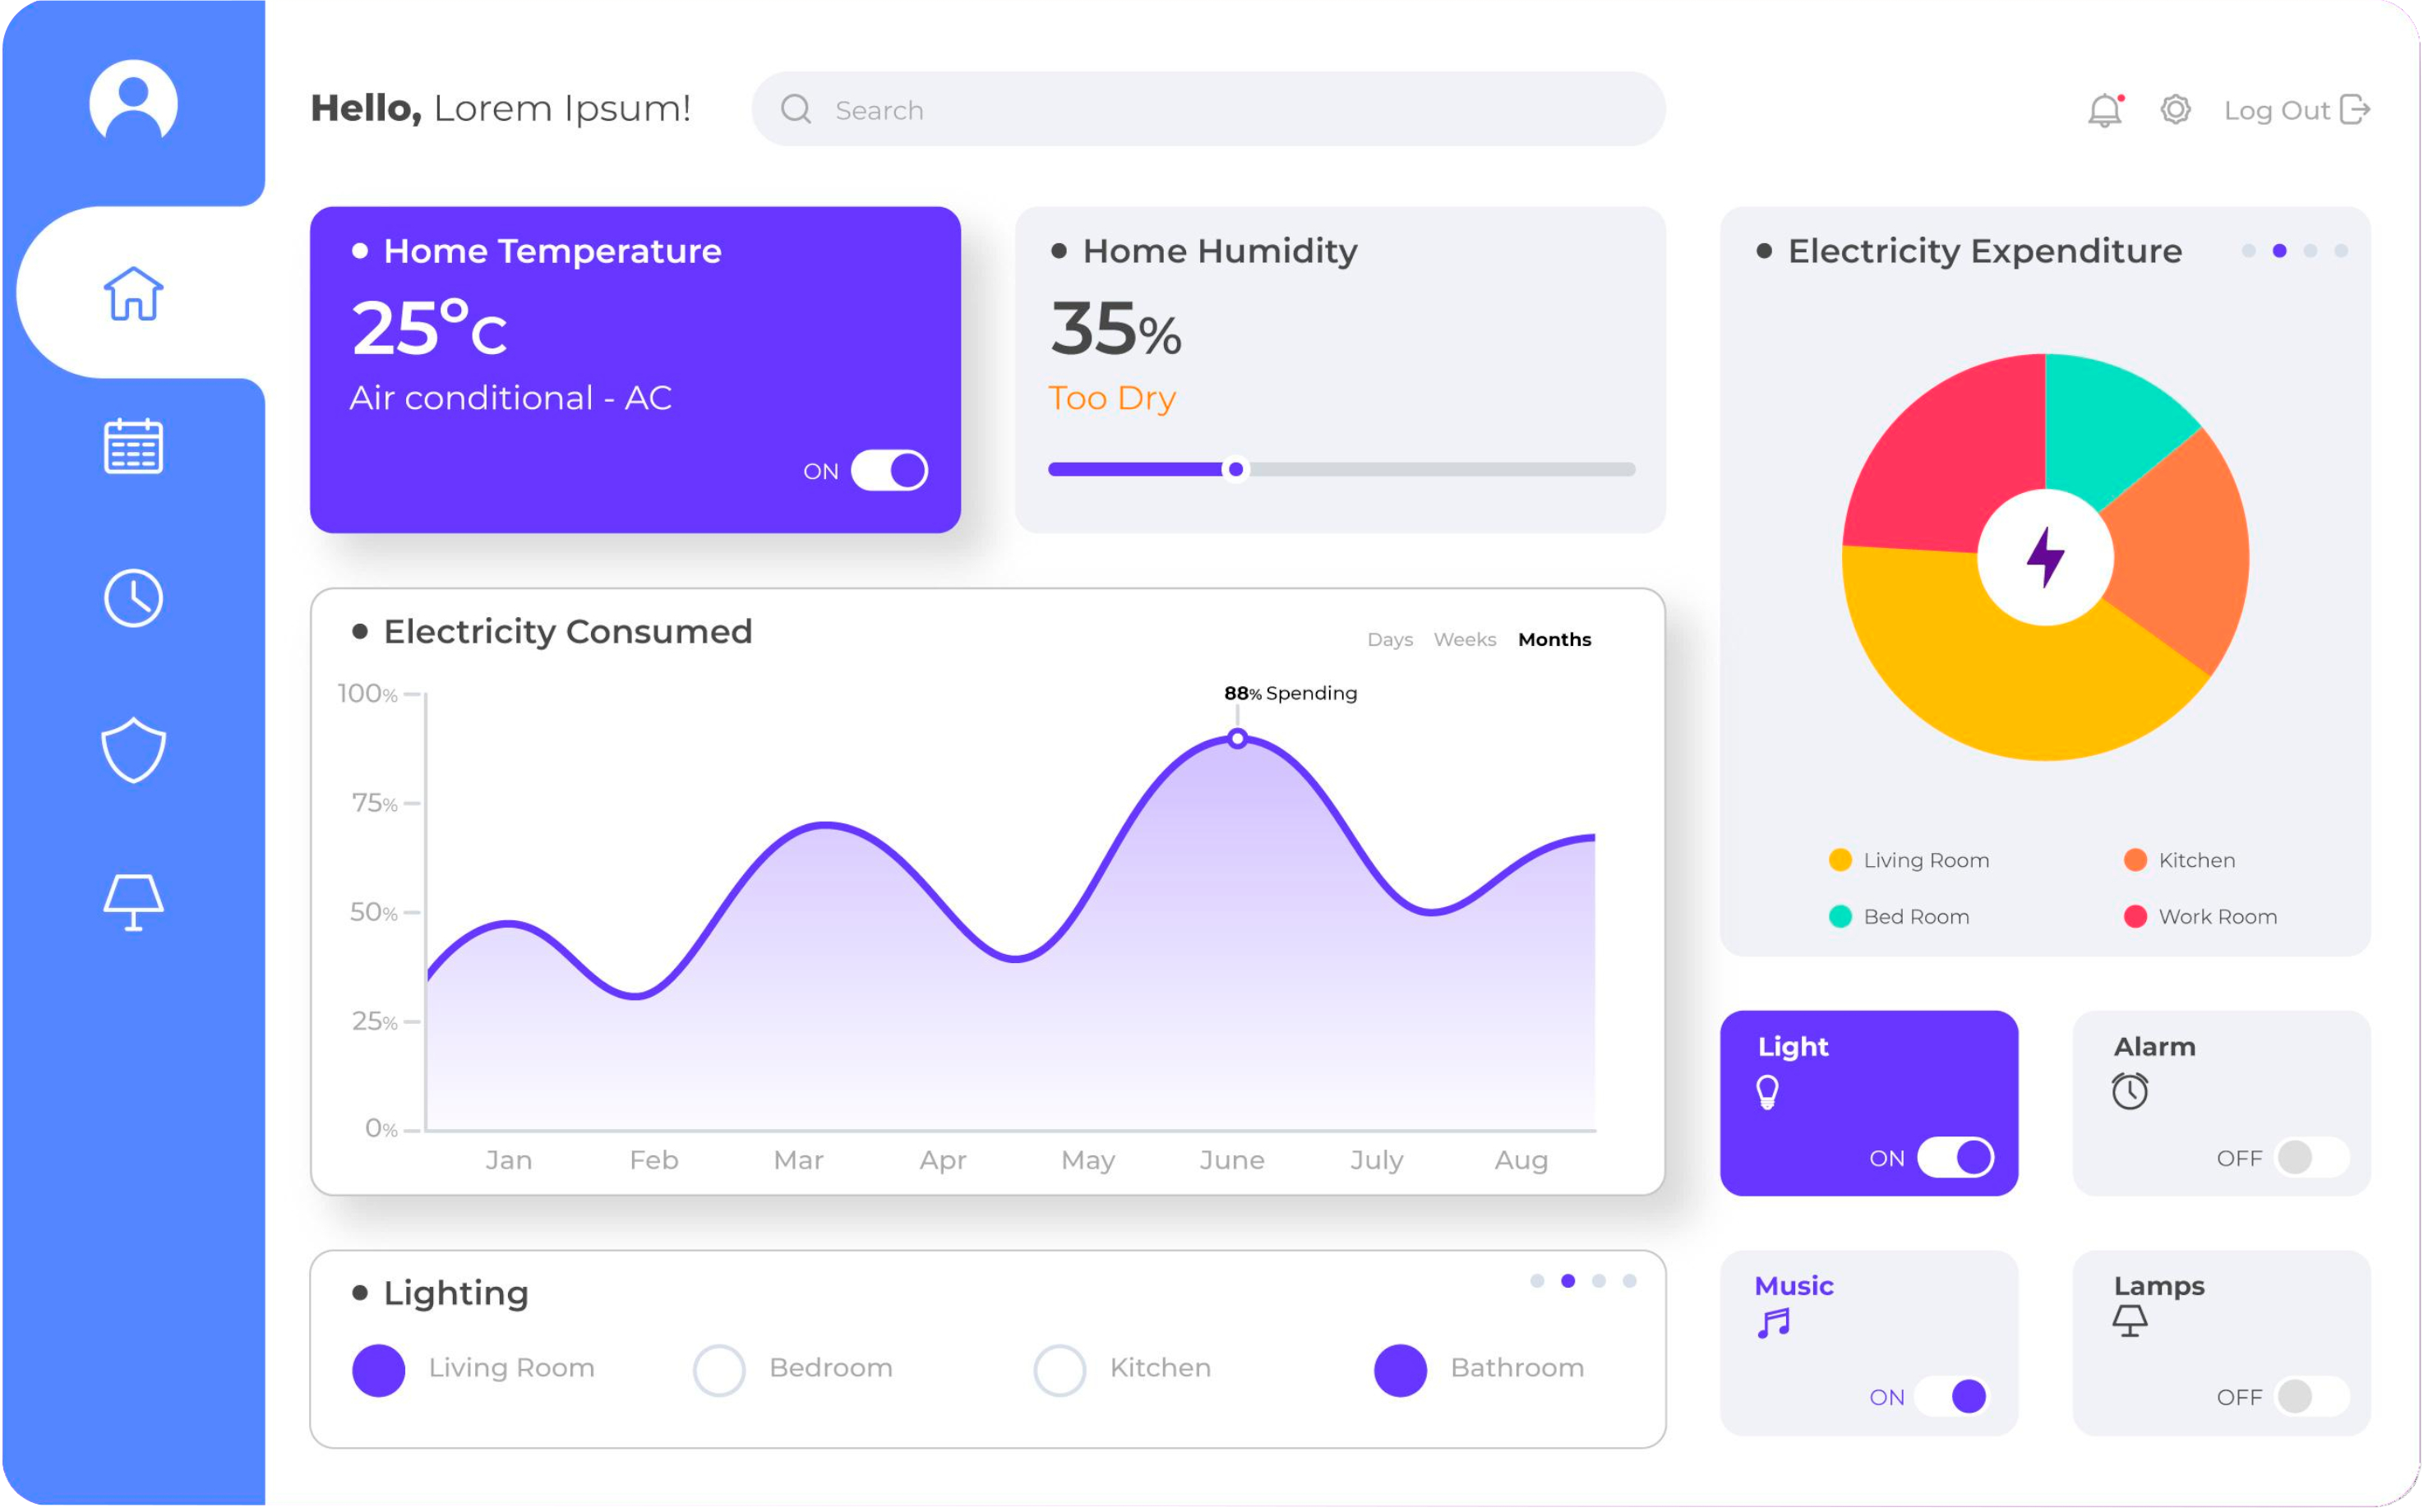 Hello, Lorem Ipsum!
Search
Log Out
Home Temperature
25°C
Air conditional - AC
ON
Home Humidity
35%
Too Dry
Electricity Expenditure
Living Room
Kitchen
Bed Room
Work Room
Electricity Consumed
Days Weeks Months
88% Spending
100%
75%
50%
25%
0%
Jan Feb Mar Apr May June July Aug
Light
ON
Alarm
OFF
Lighting
Living Room Bedroom Kitchen Bathroom
Music
ON
Lamps
OFF